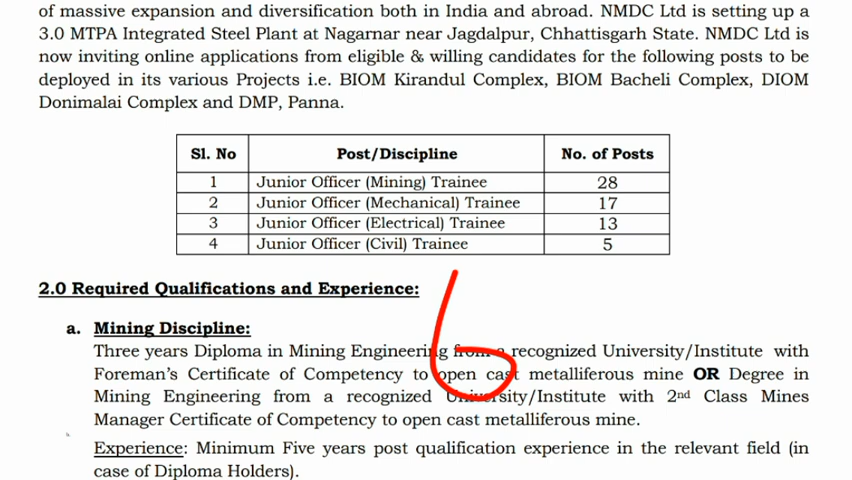 of massive expansion and diversification both in India and abroad. NMDC Ltd is setting up a
3.0 MTPA Integrated Steel Plant at Nagarnar near Jagdalpur, Chhattisgarh State. NMDC Ltd is
now inviting online applications from eligible & willing candidates for the following posts to be
deployed in its various Projects i.e. BIOM Kirandul Complex, BIOM Bacheli Complex, DIOM
Donimalai Complex and DMP, Panna.
Sl. No Post/Discipline No. of Posts
1 Junior Officer (Mining) Trainee 28
2 Junior Officer (Mechanical) Trainee 17
3 Junior Officer (Electrical) Trainee 13
4 Junior Officer (Civil) Trainee 5
2.0 Required Qualifications and Experience:
a. Mining Discipline:
Three years Diploma in Mining Engineering from a recognized University/Institute with
Foreman's Certificate of Competency to open cast metalliferous mine OR Degree in
Mining Engineering from a recognized University/Institute with 2nd Class Mines
Manager Certificate of Competency to open cast metalliferous mine.
Experience: Minimum Five years post qualification experience in the relevant field (in
case of Diploma Holders).